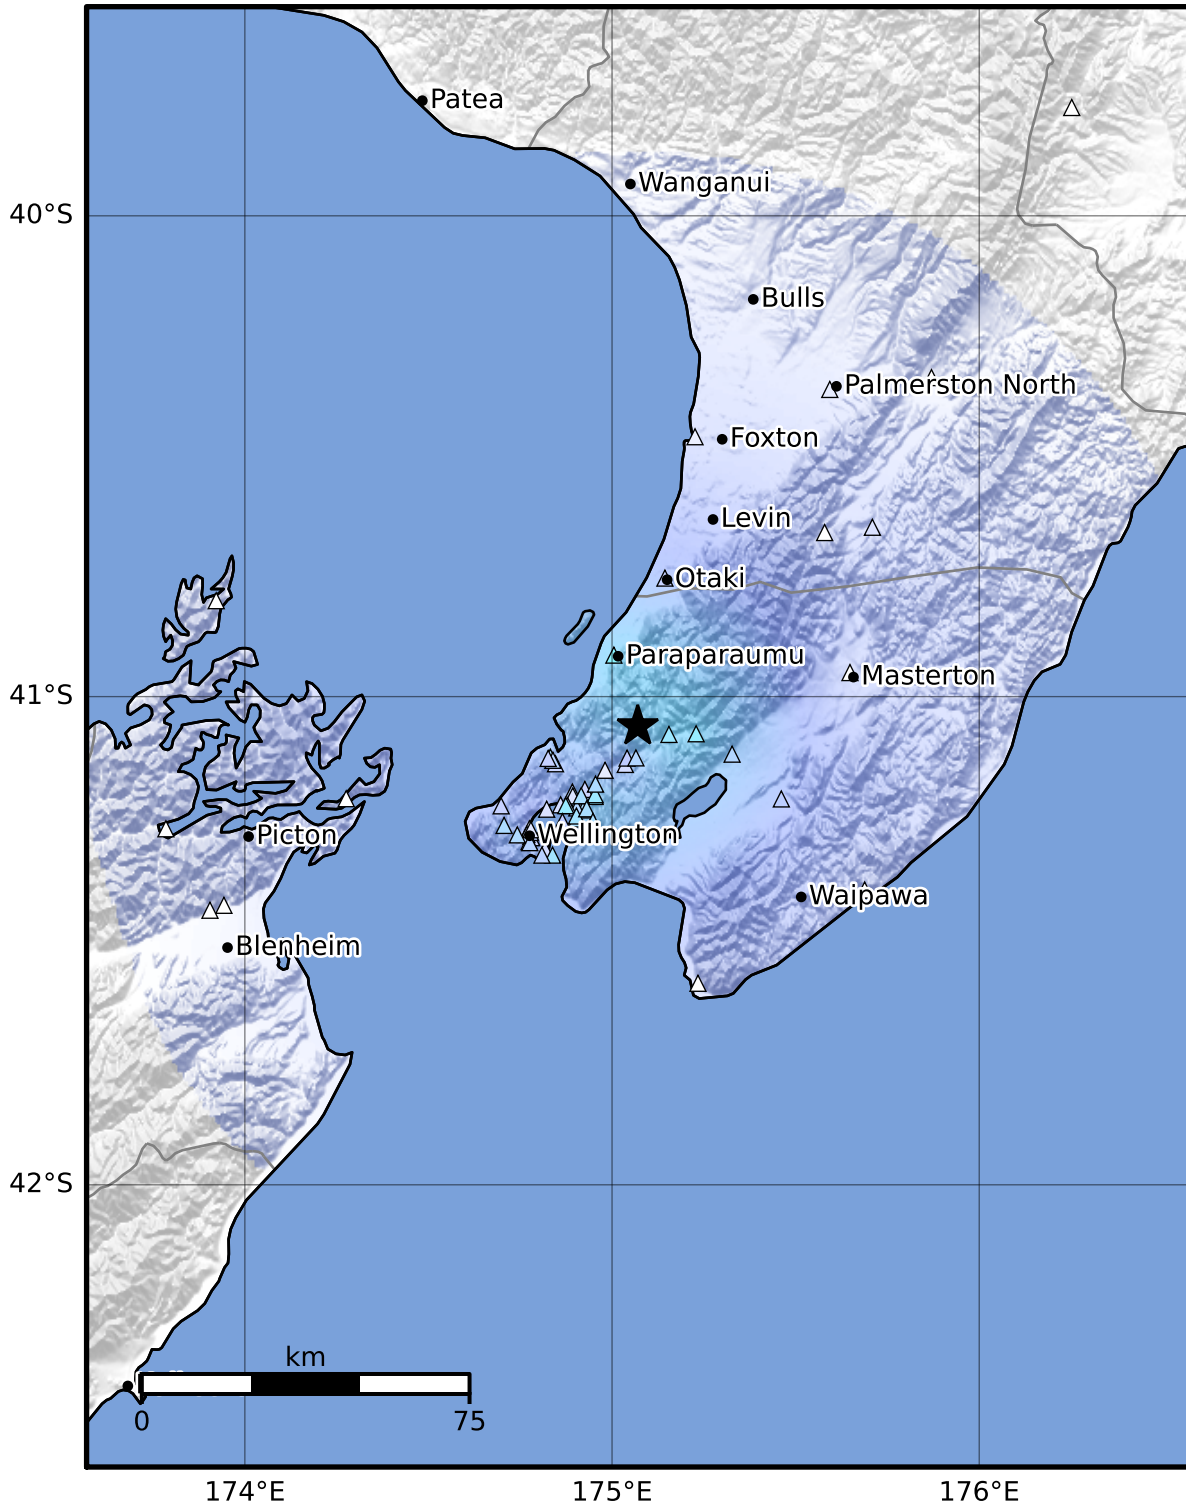 Patea
Wanganui
40°S
Bulls
Palmerston North
Foxton
Levin
Otaki
Paraparaumu
Masterton
41°S
Wellington
Picton
Waipawa
Blenheim
42°S
km
0
75
174°E
175°E
176°E